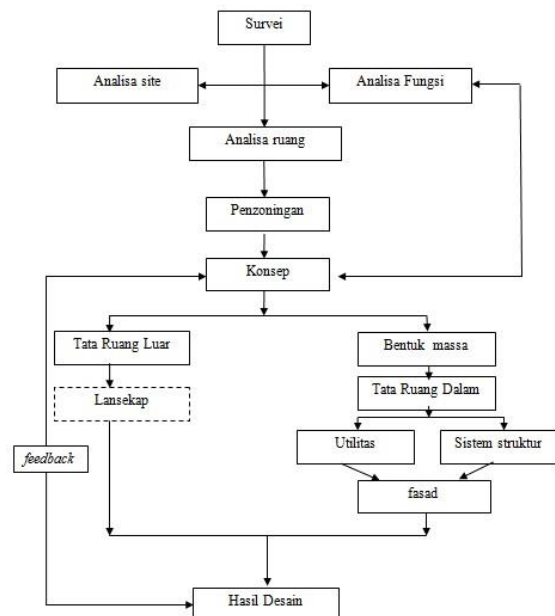 Survei
Analisa site
Analisa Fungsi
Analisa ruang
Penzoningan
Konsep
Tata Ruang Luar
Bentuk massa
Lansekap
Tata Ruang Dalam
Utilitas
Sistem struktur
feedback
fasad
Hasil Desain